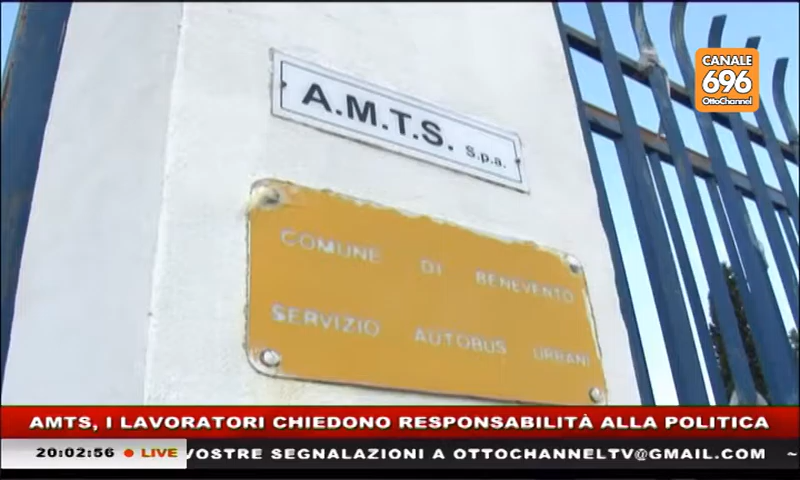 CANALE
696
OttoChannel
A.M.T.S. S.p.a.
COMUNE DI BENEVENTO
SERVIZIO AUTOBUS URBANI
AMTS, I LAVORATORI CHIEDONO RESPONSABILITÀ ALLA POLITICA
20:02:56 LIVE VOSTRE SEGNALAZIONI A OTTOCHANNELTV@GMAIL.COM ~